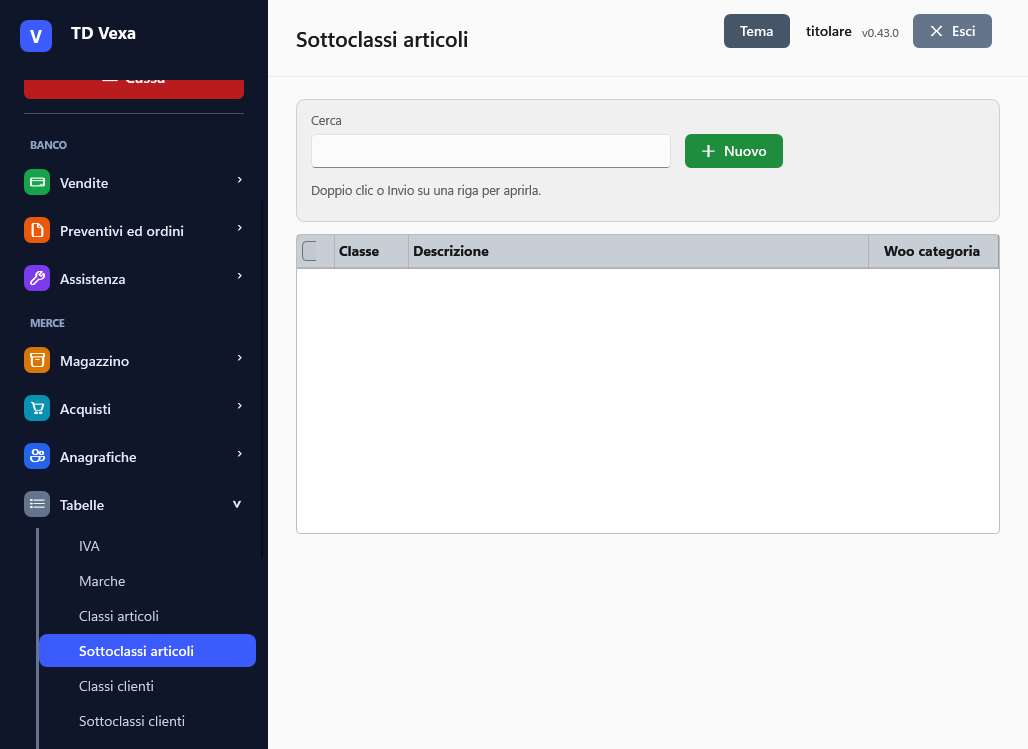 V
TD Vexa
Cassa
BANCO
Vendite
Preventivi ed ordini
Assistenza
MERCE
Magazzino
Acquisti
Anagrafiche
Tabelle
IVA
Marche
Classi articoli
Sottoclassi articoli
Classi clienti
Sottoclassi clienti
Sottoclassi articoli
Tema
titolare
v0.43.0
Esci
Cerca
Nuovo
Doppio clic o Invio su una riga per aprirla.
Classe
Descrizione
Woo categoria